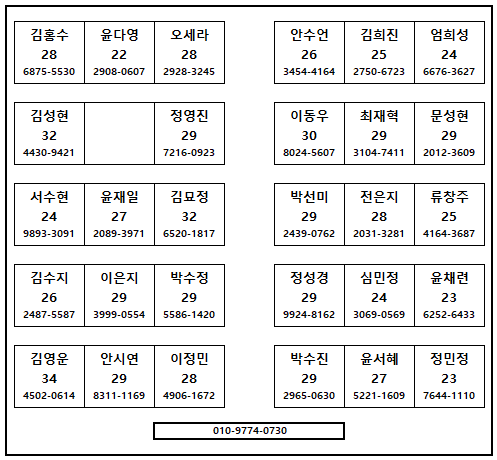 김홍수 윤다영 오세라 안수언 김희진 엄희성
28 22 28 26 25 24
6875-5530 2908-0607 2928-3245 3454-4164 2750-6723 6676-3627
김성현 정영진 이동우 최재혁 문성현
32 29 30 29 29
4430-9421 7216-0923 8024-5607 3104-7411 2012-3609
서수현 윤재일 김묘정 박선미 전은지 류창주
24 27 32 29 28 25
9893-3091 2089-3971 6520-1817 2439-0762 2031-3281 4164-3687
김수지 이은지 박수정 정성경 심민정 윤채련
26 29 29 29 24 23
2487-5587 3999-0554 5586-1420 9924-8162 3069-0569 6252-6433
김영운 안시연 이정민 박수진 윤서혜 정민정
34 29 28 29 27 23
4502-0614 8311-1169 4906-1672 2965-0630 5221-1609 7644-1110
010-9774-0730